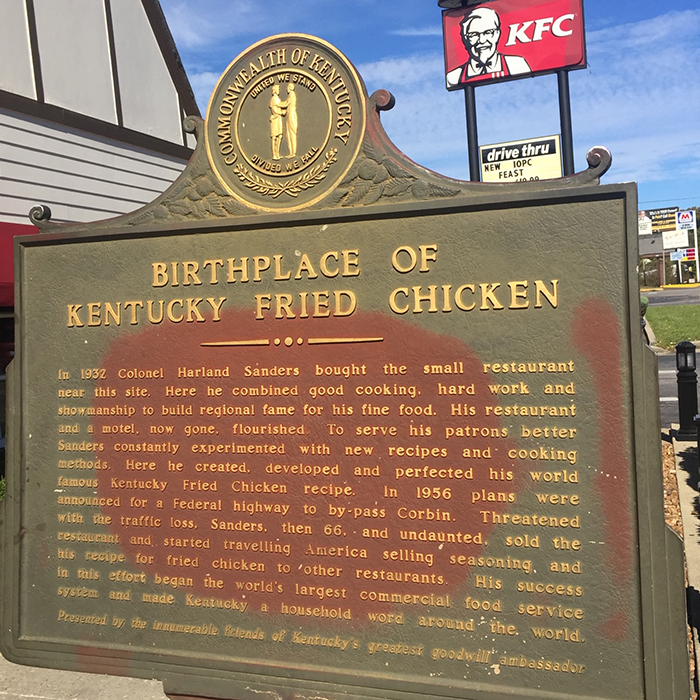 KFC
drive thru
NEW 10PC
FEAST
COMMONWEALTH OF KENTUCKY
UNITED WE STAND
DIVIDED WE FALL
BIRTHPLACE OF
KENTUCKY FRIED CHICKEN
In 1932 Colonel Harland Sanders bought the small restaurant
near this site. Here he combined good cooking, hard work and
showmanship to build regional fame for his fine food. His restaurant
and a motel, now gone, flourished. To serve his patrons better
Sanders constantly experimented with new recipes and cooking
methods. Here he created, developed and perfected his world
famous Kentucky Fried Chicken recipe. In 1956 plans were
announced for a Federal highway to by-pass Corbin. Threatened
with the traffic loss, Sanders, then 66, and undaunted, sold the
restaurant and started travelling America selling seasoning and
his recipe for fried chicken to other restaurants. His success
in this effort began the world's largest commercial food service
system and made Kentucky a household word around the world.
Presented by the innumerable friends of Kentucky's greatest goodwill ambassador